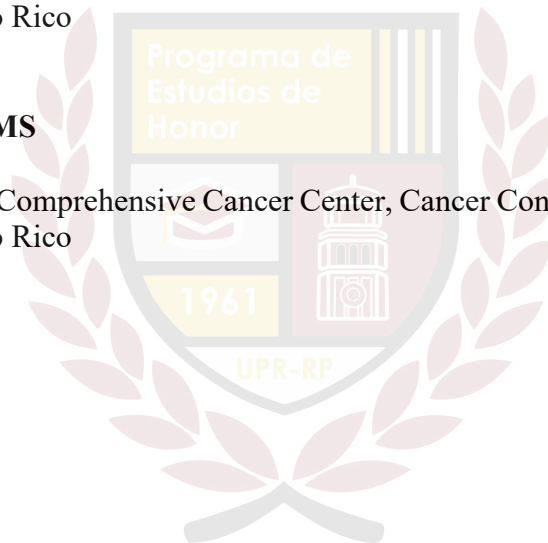 o Rico
Programa de
Estudios de
Honor
MS
Comprehensive Cancer Center, Cancer Con
o Rico
1961
UPR-RP